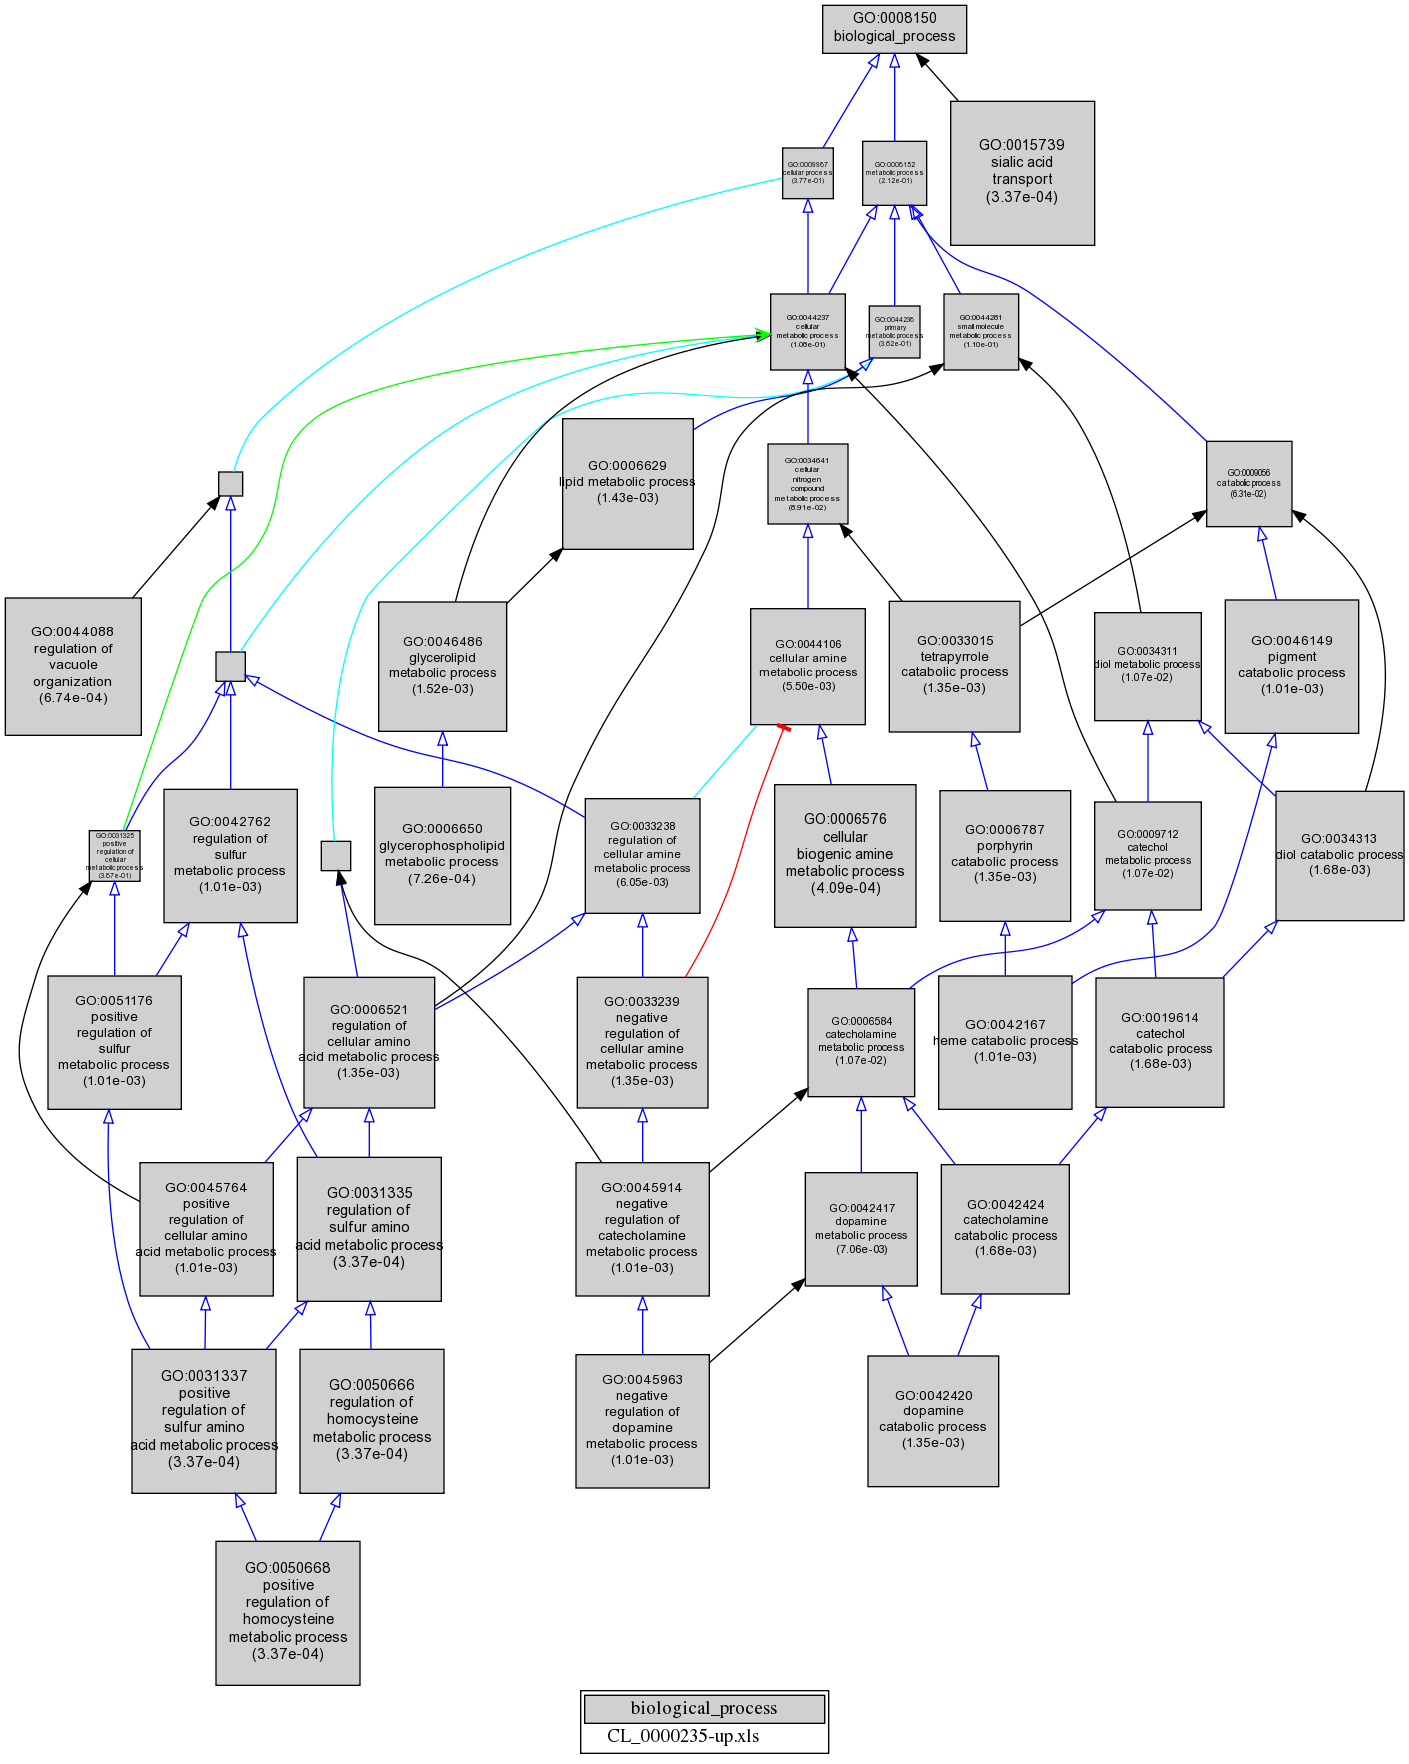 GO:0008150
biological_process
GO:0015739
sialic acid
transport
(3.37e-04)
GO:0009987
cellular process
(3.77e-01)
GO:0008152
metabolic process
(2.12e-01)
GO:0044237
cellular
metabolic process
(1.08e-01)
GO:0044238
primary
metabolic process
(3.62e-01)
GO:0044281
small molecule
metabolic process
(1.10e-01)
GO:0006629
lipid metabolic process
(1.43e-03)
GO:0034641
cellular
nitrogen
compound
metabolic process
(8.91e-02)
GO:0009056
catabolic process
(6.31e-02)
GO:0044088
regulation of
vacuole
organization
(6.74e-04)
GO:0046486
glycerolipid
metabolic process
(1.52e-03)
GO:0044106
cellular amine
metabolic process
(5.50e-03)
GO:0033015
tetrapyrrole
catabolic process
(1.35e-03)
GO:0034311
diol metabolic process
(1.07e-02)
GO:0046149
pigment
catabolic process
(1.01e-03)
GO:0031325
positive
regulation of
cellular
metabolic process
(3.67e-01)
GO:0042762
regulation of
sulfur
metabolic process
(1.01e-03)
GO:0006650
glycerophospholipid
metabolic process
(7.26e-04)
GO:0033238
regulation of
cellular amine
metabolic process
(6.05e-03)
GO:0006576
cellular
biogenic amine
metabolic process
(4.09e-04)
GO:0006787
porphyrin
catabolic process
(1.35e-03)
GO:0009712
catechol
metabolic process
(1.07e-02)
GO:0034313
diol catabolic process
(1.68e-03)
GO:0051176
positive
regulation of
sulfur
metabolic process
(1.01e-03)
GO:0006521
regulation of
cellular amino
acid metabolic process
(1.35e-03)
GO:0033239
negative
regulation of
cellular amine
metabolic process
(1.35e-03)
GO:0006584
catecholamine
metabolic process
(1.07e-02)
GO:0042167
heme catabolic process
(1.01e-03)
GO:0019614
catechol
catabolic process
(1.68e-03)
GO:0045764
positive
regulation of
cellular amino
acid metabolic process
(1.01e-03)
GO:0031335
regulation of
sulfur amino
acid metabolic process
(3.37e-04)
GO:0045914
negative
regulation of
catecholamine
metabolic process
(1.01e-03)
GO:0042417
dopamine
metabolic process
(7.06e-03)
GO:0042424
catecholamine
catabolic process
(1.68e-03)
GO:0031337
positive
regulation of
sulfur amino
acid metabolic process
(3.37e-04)
GO:0050666
regulation of
homocysteine
metabolic process
(3.37e-04)
GO:0045963
negative
regulation of
dopamine
metabolic process
(1.01e-03)
GO:0042420
dopamine
catabolic process
(1.35e-03)
GO:0050668
positive
regulation of
homocysteine
metabolic process
(3.37e-04)
biological_process
CL_0000235-up.xls